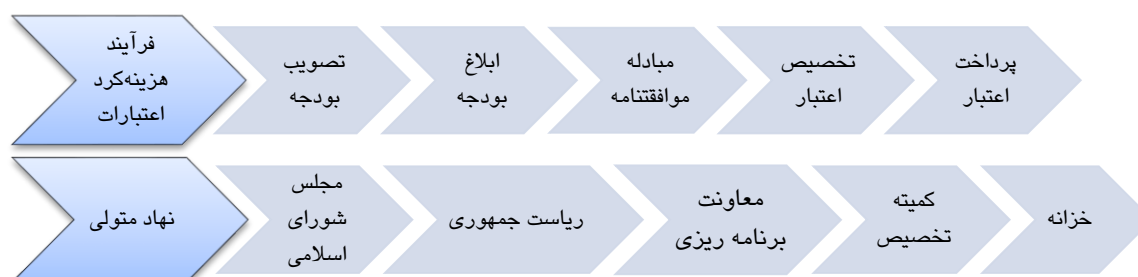 فرآیند
هزینه‌کرد
اعتبارات
تصویب
بودجه
ابلاغ
بودجه
مبادله
موافقتنامه
تخصیص
اعتبار
پرداخت
اعتبار
نهاد متولی
مجلس
شورای
اسلامی
ریاست جمهوری
معاونت
برنامه ریزی
کمیته
تخصیص
خزانه